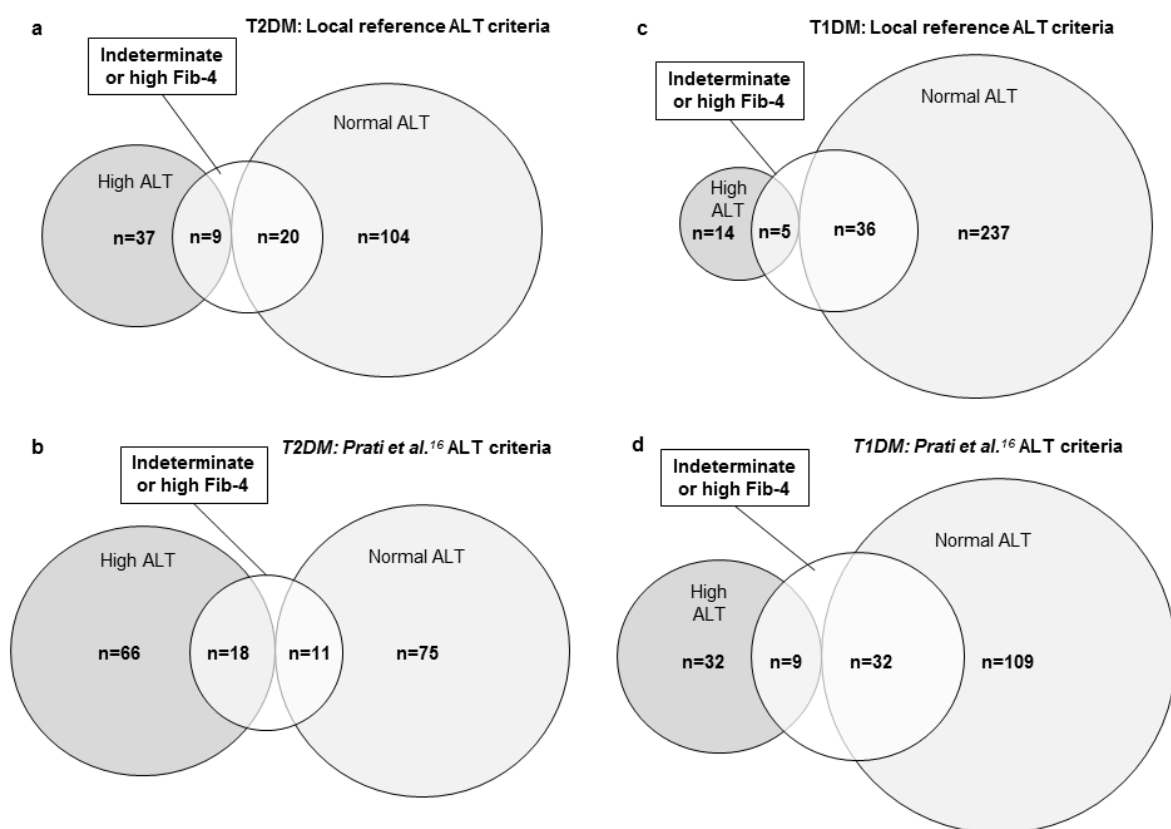 a
T2DM: Local reference ALT criteria
Indeterminate
or high Fib-4
High ALT
Normal ALT
n=37
n=9
n=20
n=104
c
T1DM: Local reference ALT criteria
Indeterminate
or high Fib-4
High
ALT
Normal ALT
n=14
n=5
n=36
n=237
b
T2DM: Prati et al.¹⁶ ALT criteria
Indeterminate
or high Fib-4
High ALT
Normal ALT
n=66
n=18
n=11
n=75
d
T1DM: Prati et al.¹⁶ ALT criteria
Indeterminate
or high Fib-4
High
ALT
Normal ALT
n=32
n=9
n=32
n=109